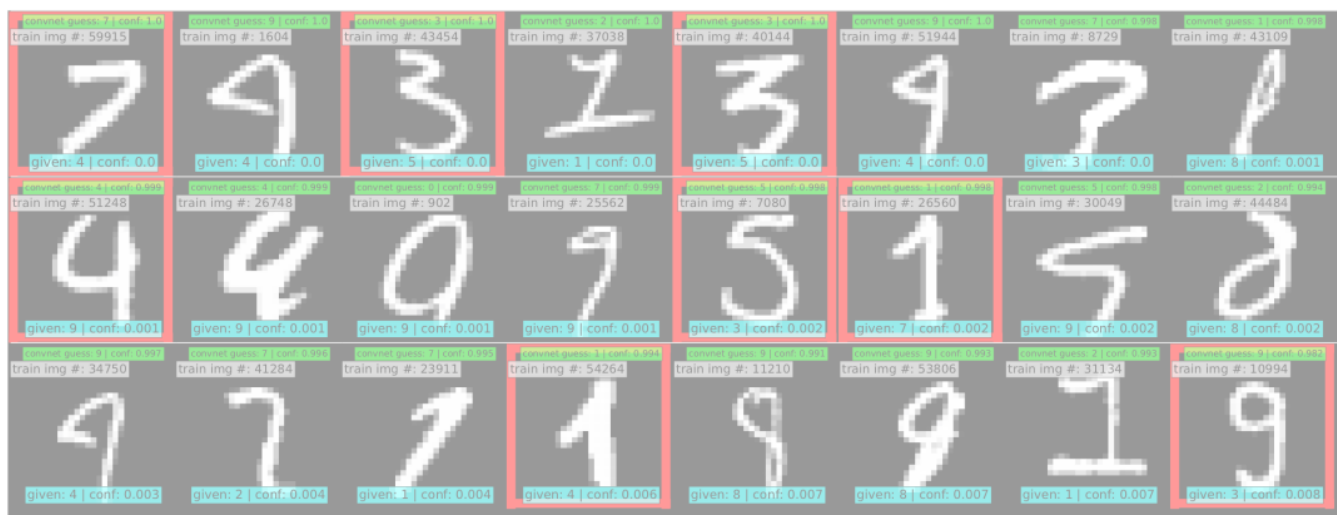 convnet guess: 7 | conf: 1.0
train img #: 59915
7
given: 4 | conf: 0.0
convnet guess: 9 | conf: 1.0
train img #: 1604
9
given: 4 | conf: 0.0
convnet guess: 3 | conf: 1.0
train img #: 43454
3
given: 5 | conf: 0.0
convnet guess: 2 | conf: 1.0
train img #: 37038
given: 1 | conf: 0.0
convnet guess: 3 | conf: 1.0
train img #: 40144
3
given: 5 | conf: 0.0
convnet guess: 9 | conf: 1.0
train img #: 51944
9
given: 4 | conf: 0.0
convnet guess: 7 | conf: 0.998
train img #: 8729
7
given: 3 | conf: 0.0
convnet guess: 1 | conf: 0.998
train img #: 43109
given: 8 | conf: 0.001
convnet guess: 4 | conf: 0.999
train img #: 51248
4
given: 9 | conf: 0.001
convnet guess: 4 | conf: 0.999
train img #: 26748
4
given: 9 | conf: 0.001
convnet guess: 0 | conf: 0.999
train img #: 902
given: 9 | conf: 0.001
convnet guess: 7 | conf: 0.999
train img #: 25562
given: 9 | conf: 0.001
convnet guess: 5 | conf: 0.998
train img #: 7080
5
given: 3 | conf: 0.002
convnet guess: 1 | conf: 0.998
train img #: 26560
1
given: 7 | conf: 0.002
convnet guess: 5 | conf: 0.998
train img #: 30049
5
given: 9 | conf: 0.002
convnet guess: 2 | conf: 0.994
train img #: 44484
given: 8 | conf: 0.002
convnet guess: 9 | conf: 0.997
train img #: 34750
9
given: 4 | conf: 0.003
convnet guess: 7 | conf: 0.996
train img #: 41284
given: 2 | conf: 0.004
convnet guess: 7 | conf: 0.995
train img #: 23911
given: 1 | conf: 0.004
convnet guess: 1 | conf: 0.994
train img #: 54264
1
given: 4 | conf: 0.006
convnet guess: 9 | conf: 0.991
train img #: 11210
given: 8 | conf: 0.007
convnet guess: 9 | conf: 0.993
train img #: 53806
9
given: 8 | conf: 0.007
convnet guess: 2 | conf: 0.993
train img #: 31134
1
given: 1 | conf: 0.007
convnet guess: 9 | conf: 0.982
train img #: 10994
9
given: 3 | conf: 0.008